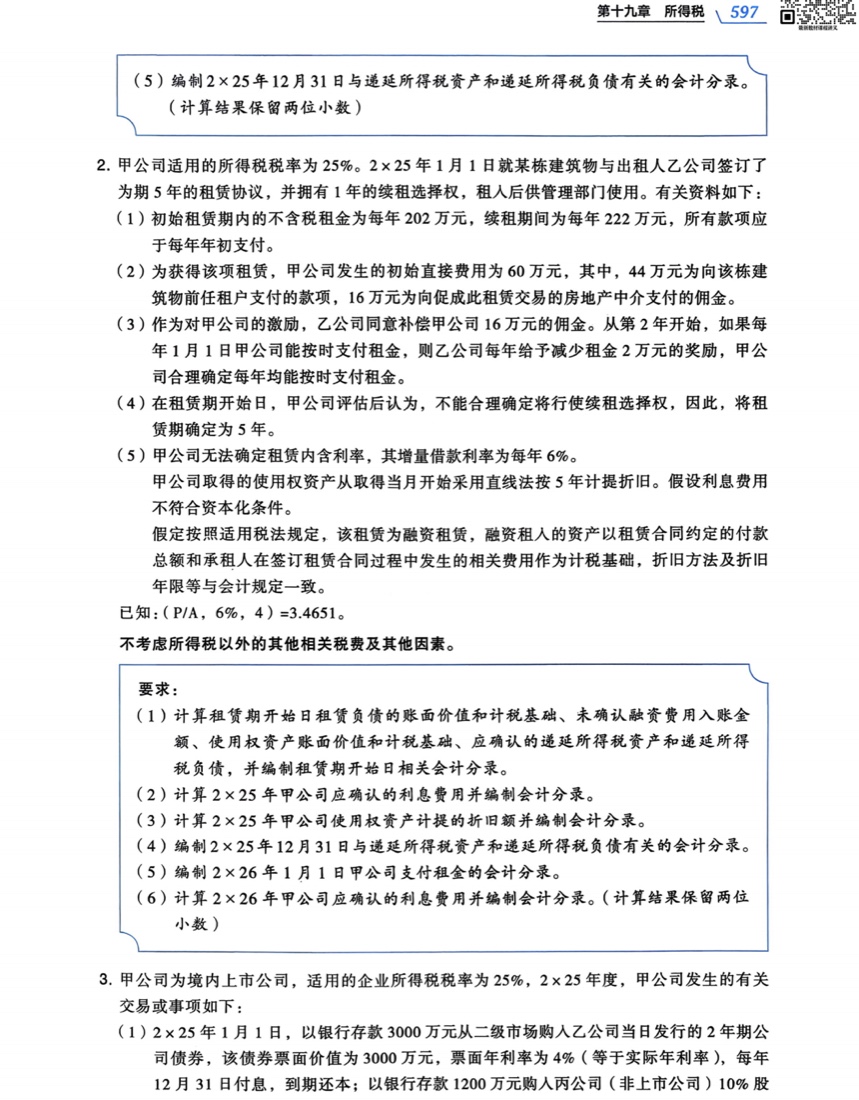 第十九章 所得税 597
(5)编制2×25年12月31日与递延所得税资产和递延所得税负债有关的会计分录。
(计算结果保留两位小数)
2. 甲公司适用的所得税税率为25%。2×25年1月1日就某栋建筑物与出租人乙公司签订了
为期5年的租赁协议，并拥有1年的续租选择权，租入后供管理部门使用。有关资料如下：
(1)初始租赁期内的不含税租金为每年202万元，续租期间为每年222万元，所有款项应
于每年年初支付。
(2)为获得该项租赁，甲公司发生的初始直接费用为60万元，其中，44万元为向该栋建
筑物前任租户支付的款项，16万元为向促成此租赁交易的房地产中介支付的佣金。
(3)作为对甲公司的激励，乙公司同意补偿甲公司16万元的佣金。从第2年开始，如果每
年1月1日甲公司能按时支付租金，则乙公司每年给予减少租金2万元的奖励，甲公
司合理确定每年均能按时支付租金。
(4)在租赁期开始日，甲公司评估后认为，不能合理确定将行使续租选择权，因此，将租
赁期确定为5年。
(5)甲公司无法确定租赁内含利率，其增量借款利率为每年6%。
甲公司取得的使用权资产从取得当月开始采用直线法按5年计提折旧。假设利息费用
不符合资本化条件。
假定按照适用税法规定，该租赁为融资租赁，融资租入的资产以租赁合同约定的付款
总额和承租人在签订租赁合同过程中发生的相关费用作为计税基础，折旧方法及折旧
年限等与会计规定一致。
已知：(P/A，6%，4)=3.4651。
不考虑所得税以外的其他相关税费及其他因素。
要求：
(1)计算租赁期开始日租赁负债的账面价值和计税基础、未确认融资费用入账金
额、使用权资产账面价值和计税基础、应确认的递延所得税资产和递延所得
税负债，并编制租赁期开始日相关会计分录。
(2)计算2×25年甲公司应确认的利息费用并编制会计分录。
(3)计算2×25年甲公司使用权资产计提的折旧额并编制会计分录。
(4)编制2×25年12月31日与递延所得税资产和递延所得税负债有关的会计分录。
(5)编制2×26年1月1日甲公司支付租金的会计分录。
(6)计算2×26年甲公司应确认的利息费用并编制会计分录。(计算结果保留两位
小数)
3. 甲公司为境内上市公司，适用的企业所得税税率为25%，2×25年度，甲公司发生的有关
交易或事项如下：
(1)2×25年1月1日，以银行存款3000万元从二级市场购入乙公司当日发行的2年期公
司债券，该债券票面价值为3000万元，票面年利率为4%(等于实际年利率)，每年
12月31日付息，到期还本；以银行存款1200万元购入丙公司(非上市公司)10%股